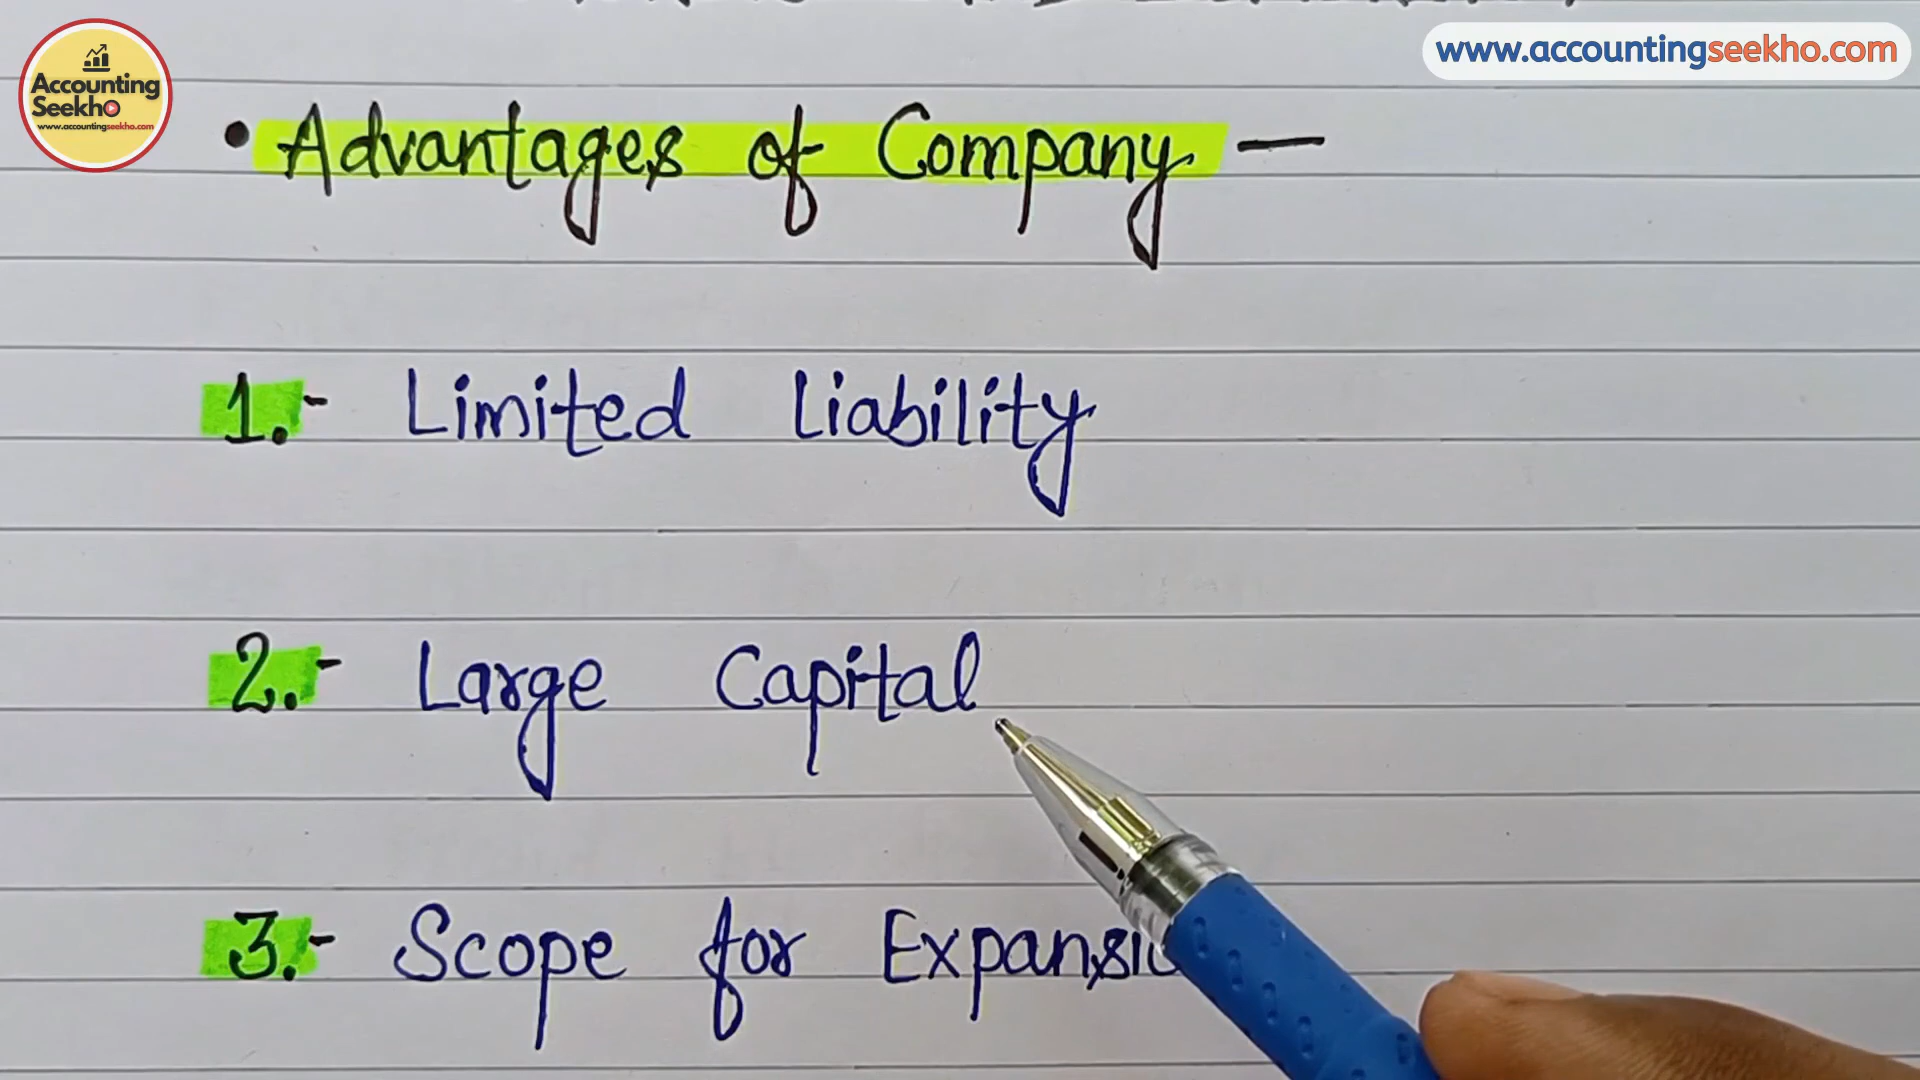 Accounting
Seekho
www.accountingseekho.com
www.accountingseekho.com
• Advantages of Company —
1.- Limited Liability
2.- Large Capital
3.- Scope for Expansio